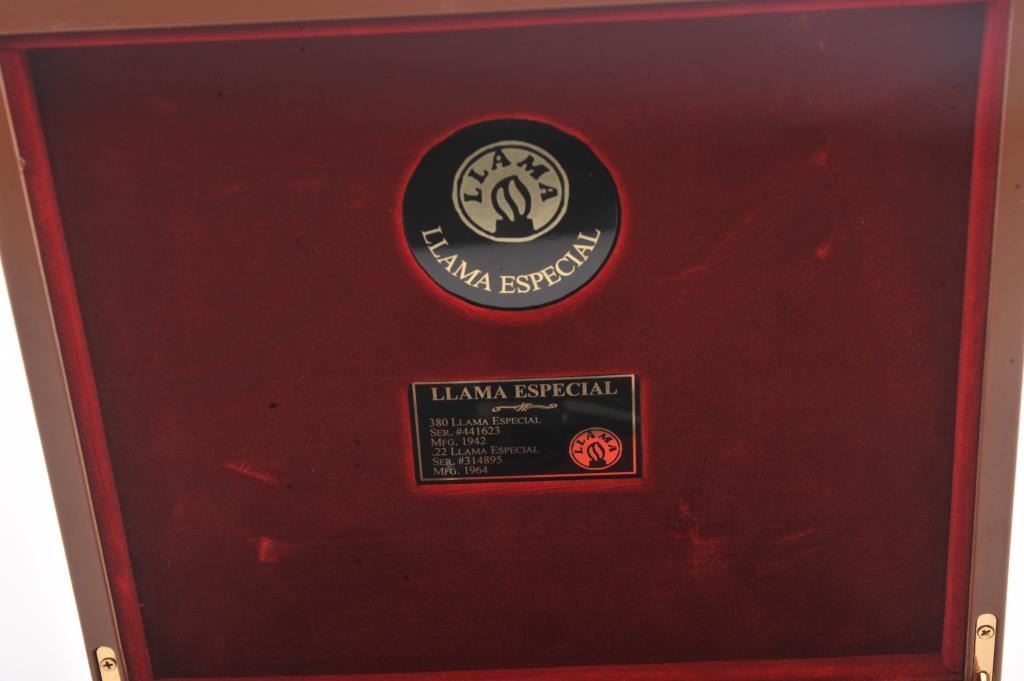 LLAMA
LLAMA ESPECIAL
LLAMA ESPECIAL
380 LLAMA ESPECIAL
SER. #441623
MFG. 1942
.22 LLAMA ESPECIAL
SER. #314895
MFG. 1964
LLAMA